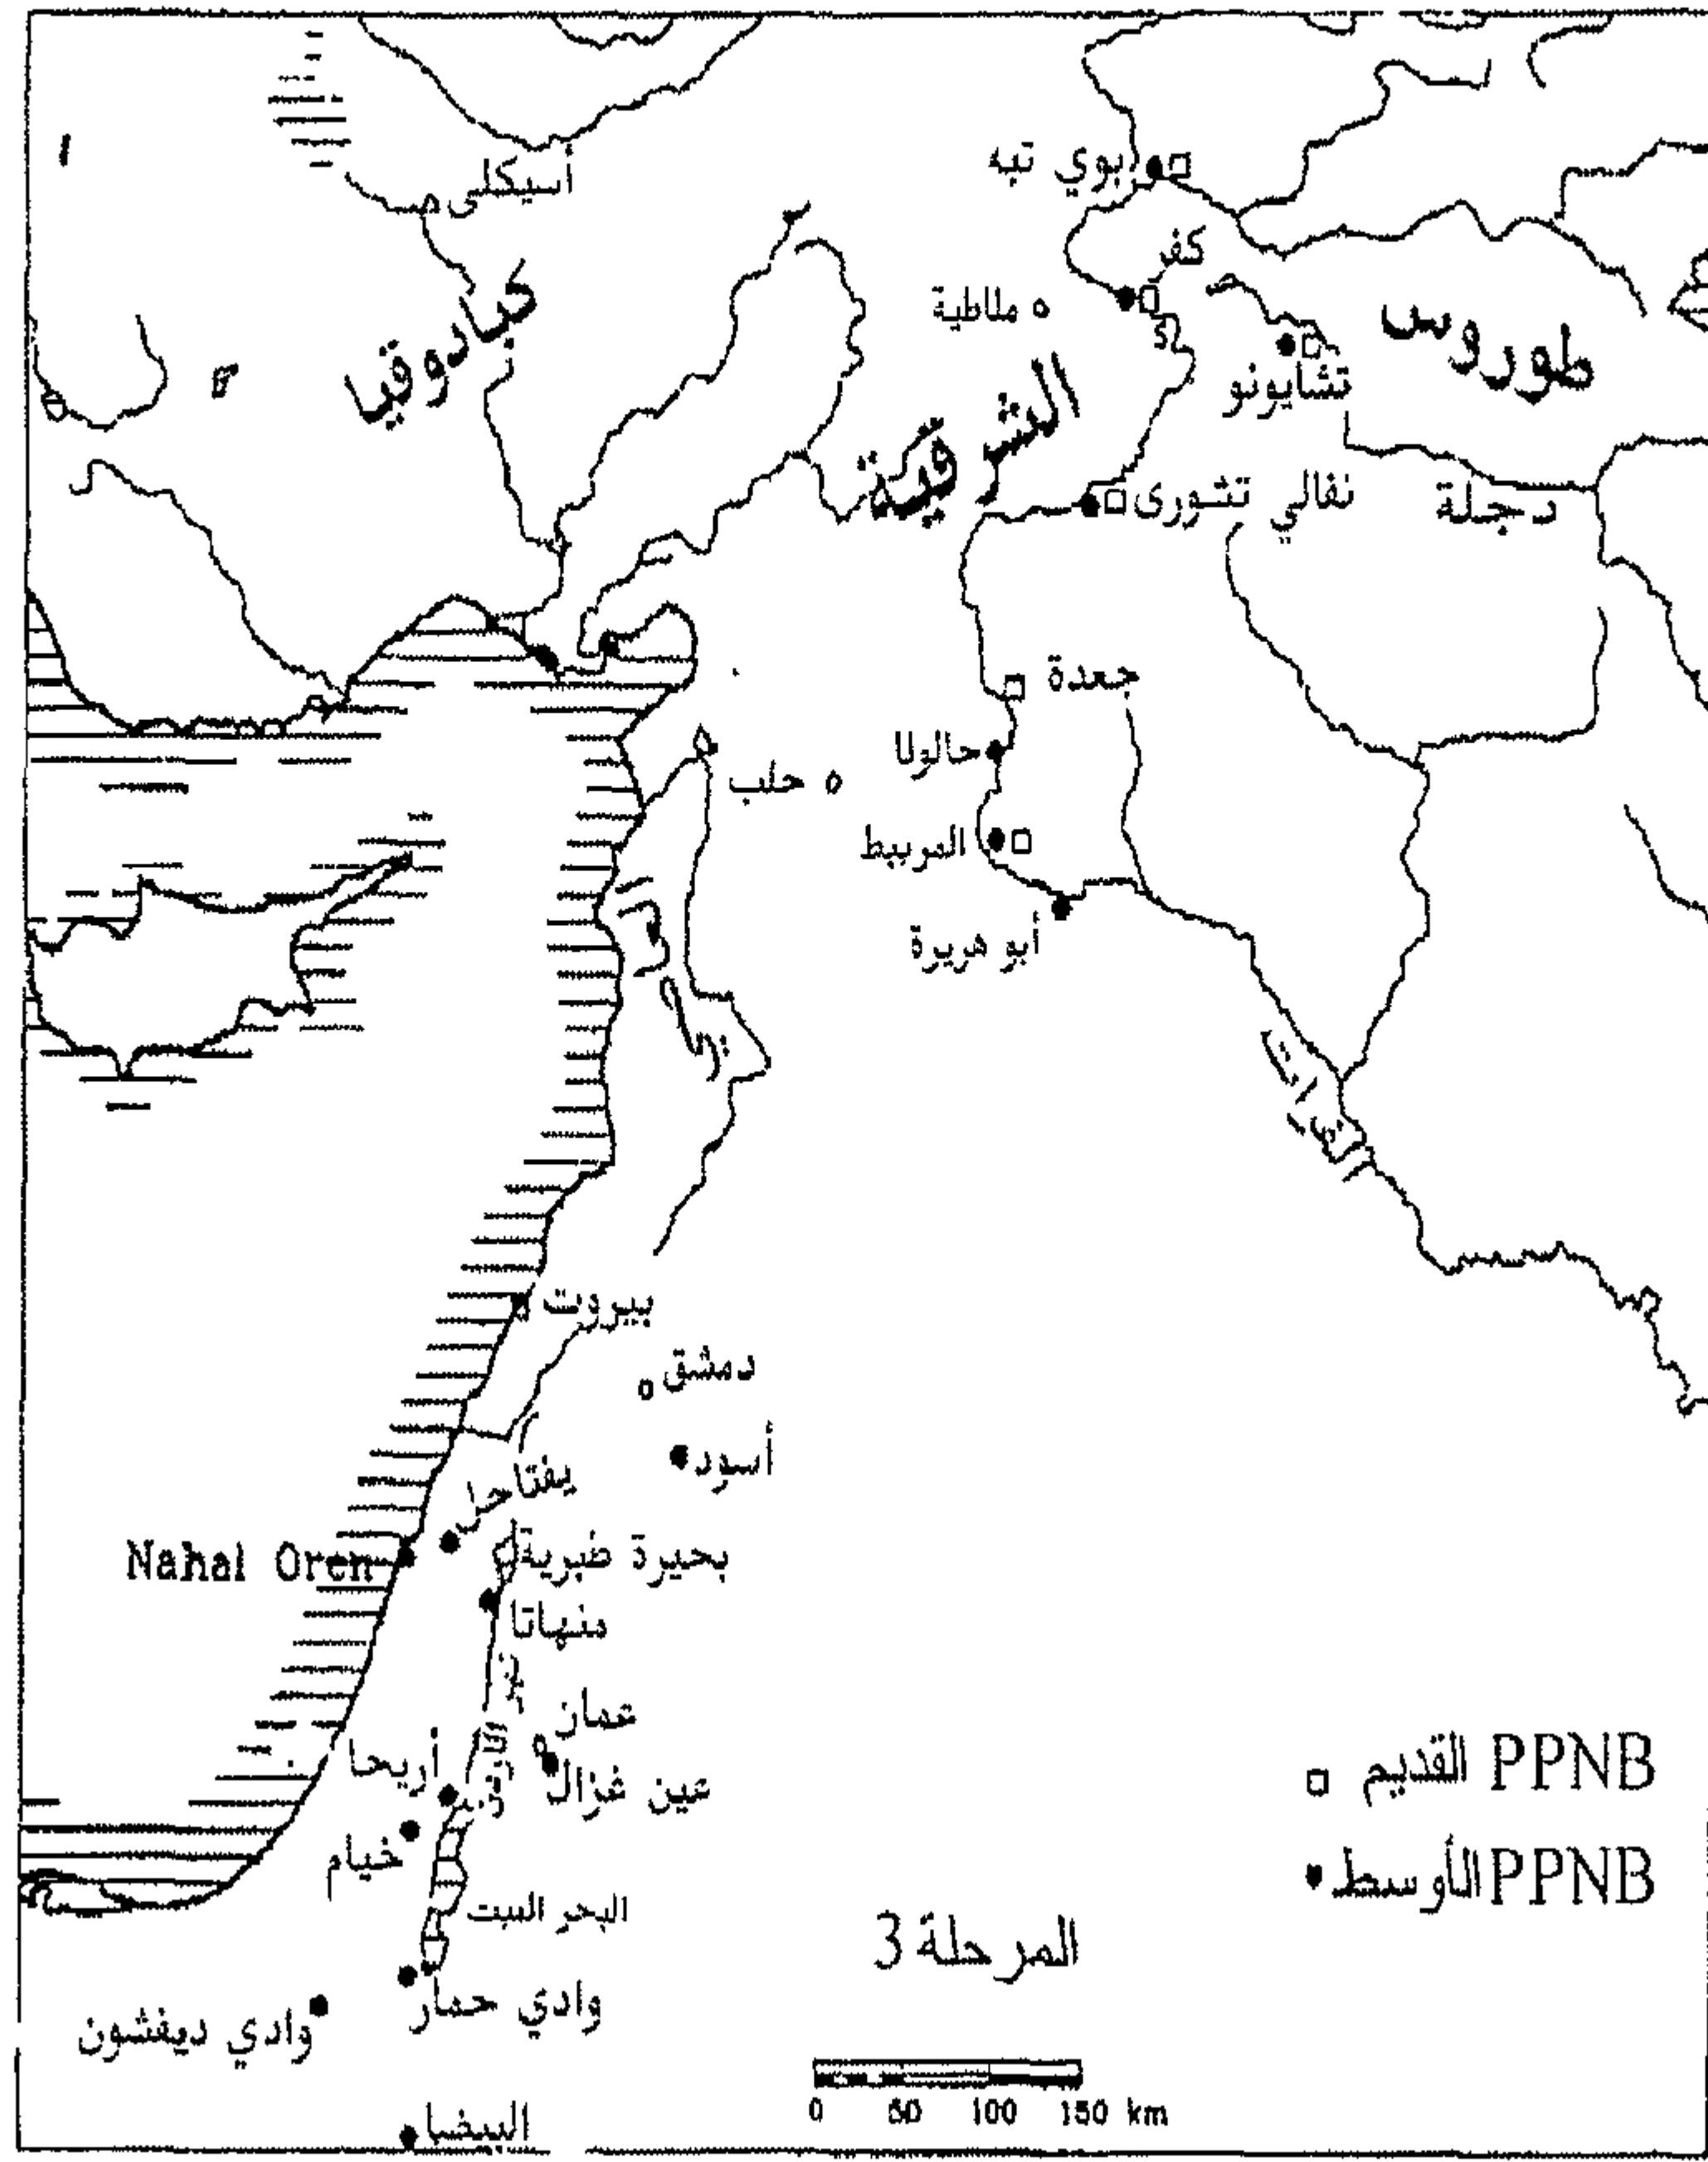 أسيكلي
بوي تبه
كفر
ملاطية
كبادوقيا
طوروس
تشايونو
الشرقية
نفالي تشورى
دجلة
جعدة
حالولا
حلب
المريبط
أبو هريرة
الفرات
بيروت
دمشق
أسود
يفتاحل
Nahal Oren
بحيرة طبرية
منهاتا
عمان
أريحا
عين غزال
خيام
البحر الميت
وادي حمار
وادي ديفشون
البيضا
PPNB القديم
PPNB الأوسط
المرحلة 3
0 50 100 150 km